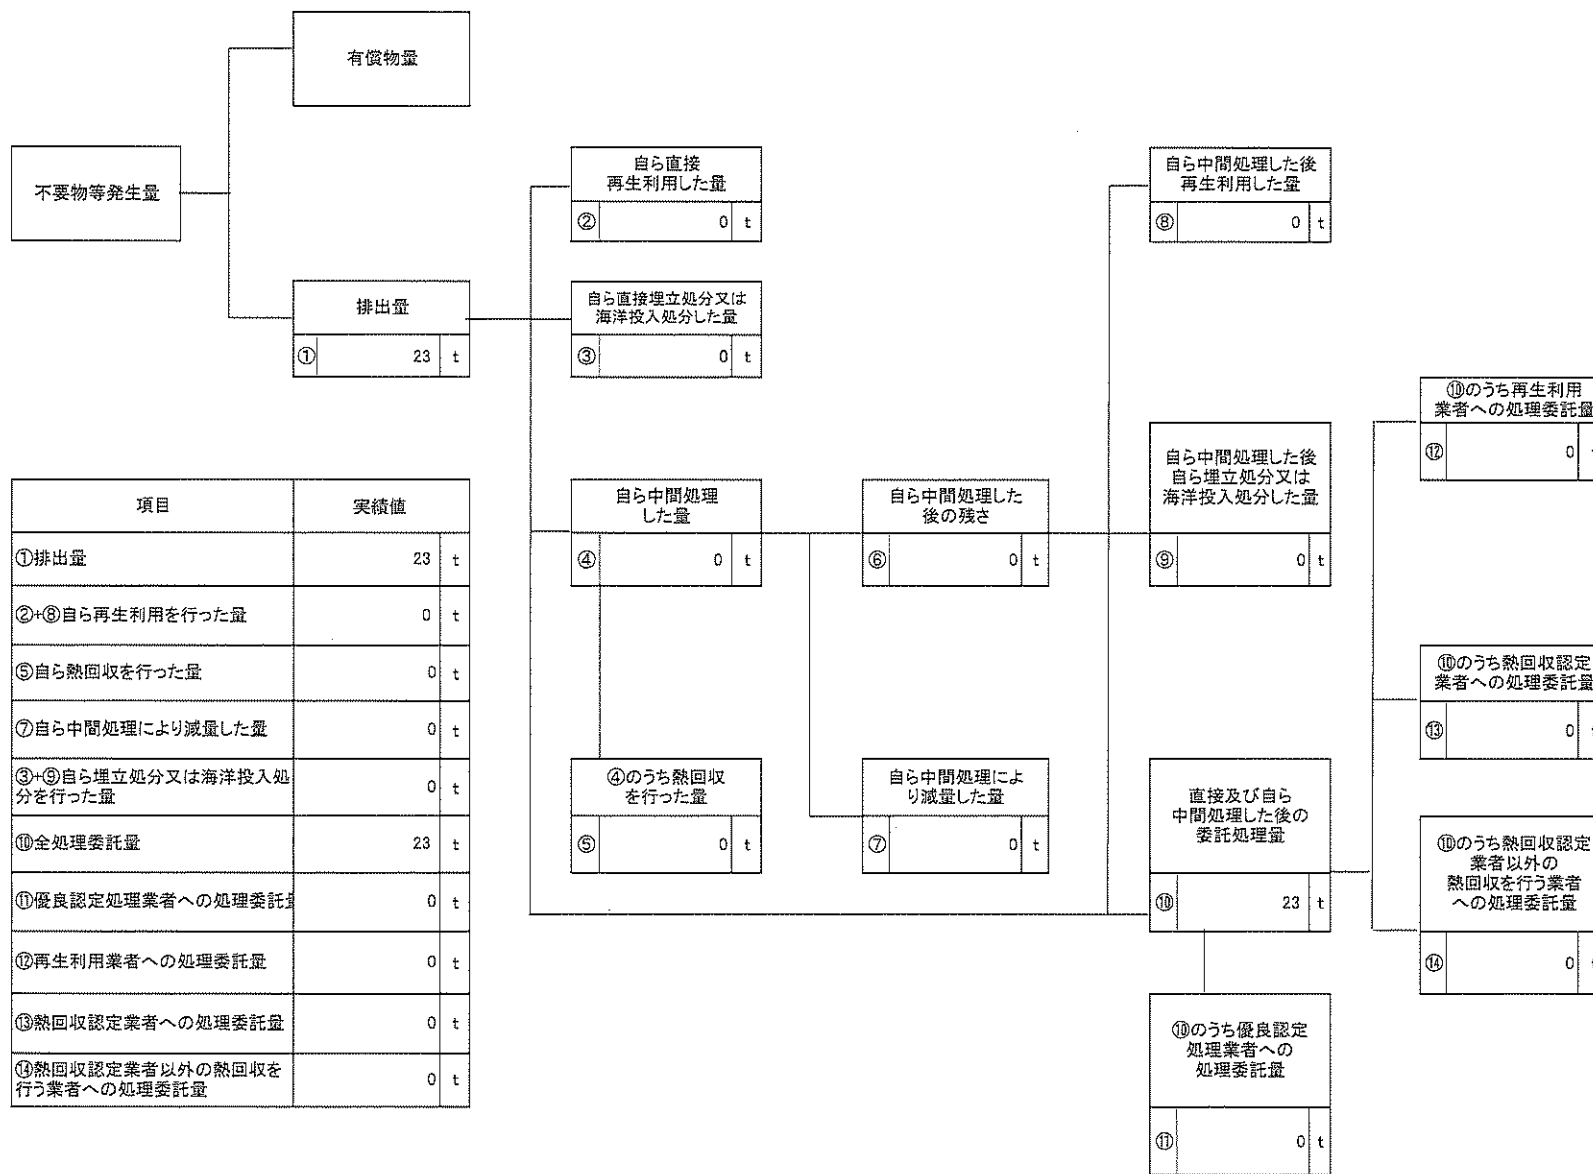 有償物量
不要物等発生量
排出量
① 23 t
自ら直接
再生利用した量
② 0 t
自ら直接埋立処分又は
海洋投入処分した量
③ 0 t
自ら中間処理
した量
④ 0 t
④のうち熱回収
を行った量
⑤ 0 t
自ら中間処理した
後の残さ
⑥ 0 t
自ら中間処理によ
り減量した量
⑦ 0 t
自ら中間処理した後
再生利用した量
⑧ 0 t
自ら中間処理した後
自ら埋立処分又は
海洋投入処分した量
⑨ 0 t
直接及び自ら
中間処理した後の
委託処理量
⑩ 23 t
⑩のうち優良認定
処理業者への
処理委託量
⑪ 0 t
⑩のうち再生利用
業者への処理委託量
⑫ 0
⑩のうち熱回収認定
業者への処理委託量
⑬ 0
⑩のうち熱回収認定
業者以外の
熱回収を行う業者
への処理委託量
⑭ 0
項目 実績値
①排出量 23 t
②+⑧自ら再生利用を行った量 0 t
⑤自ら熱回収を行った量 0 t
⑦自ら中間処理により減量した量 0 t
③+⑨自ら埋立処分又は海洋投入処
分を行った量 0 t
⑩全処理委託量 23 t
⑪優良認定処理業者への処理委託量 0 t
⑫再生利用業者への処理委託量 0 t
⑬熱回収認定業者への処理委託量 0 t
⑭熱回収認定業者以外の熱回収を
行う業者への処理委託量 0 t